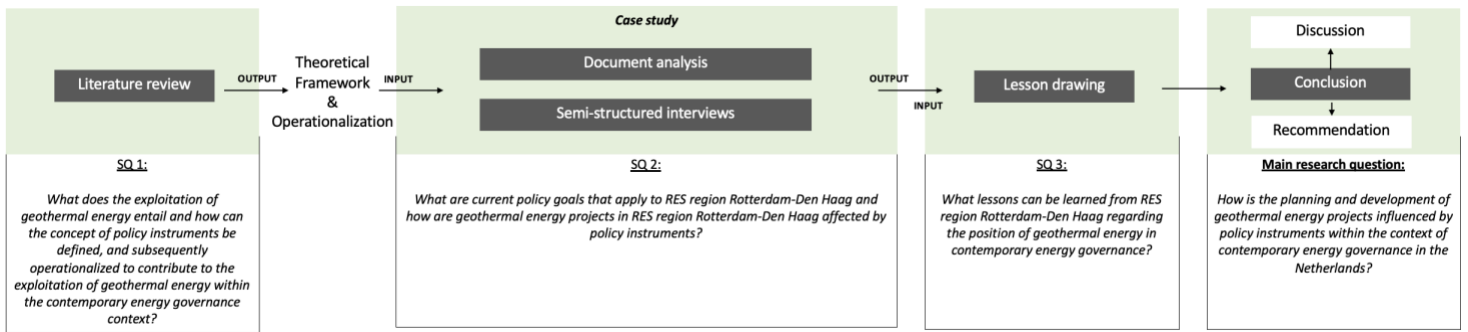 Literature review
OUTPUT
Theoretical
Framework
&
Operationalization
INPUT
Case study
Document analysis
Semi-structured interviews
OUTPUT
INPUT
Lesson drawing
Discussion
Conclusion
Recommendation
SQ 1:
What does the exploitation of
geothermal energy entail and how can
the concept of policy instruments be
defined, and subsequently
operationalized to contribute to the
exploitation of geothermal energy within
the contemporary energy governance
context?
SQ 2:
What are current policy goals that apply to RES region Rotterdam-Den Haag and
how are geothermal energy projects in RES region Rotterdam-Den Haag affected by
policy instruments?
SQ 3:
What lessons can be learned from RES
region Rotterdam-Den Haag regarding
the position of geothermal energy in
contemporary energy governance?
Main research question:
How is the planning and development of
geothermal energy projects influenced by
policy instruments within the context of
contemporary energy governance in the
Netherlands?